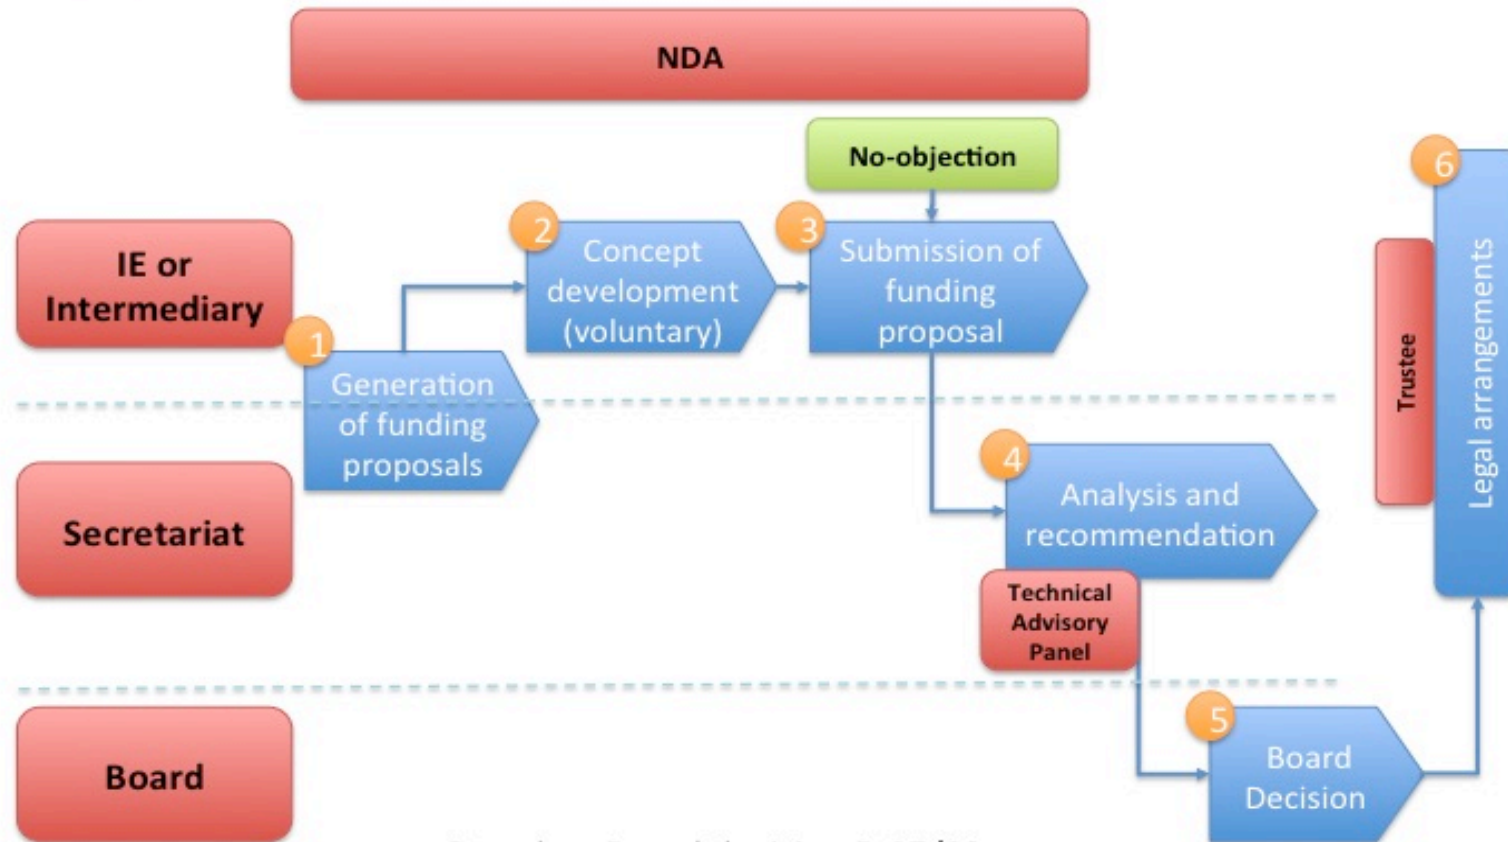 NDA
No-objection
6
IE or
Intermediary
2
Concept
development
(voluntary)
3
Submission of
funding
proposal
1
Generation
of funding
proposals
Trustee
Legal arrangements
Secretariat
4
Analysis and
recommendation
Technical
Advisory
Panel
Board
5
Board
Decision